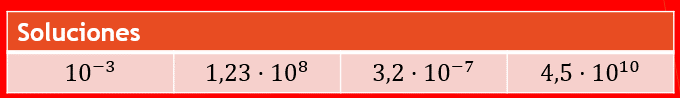 Soluciones
10⁻³ 1,23 · 10⁸ 3,2 · 10⁻⁷ 4,5 · 10¹⁰